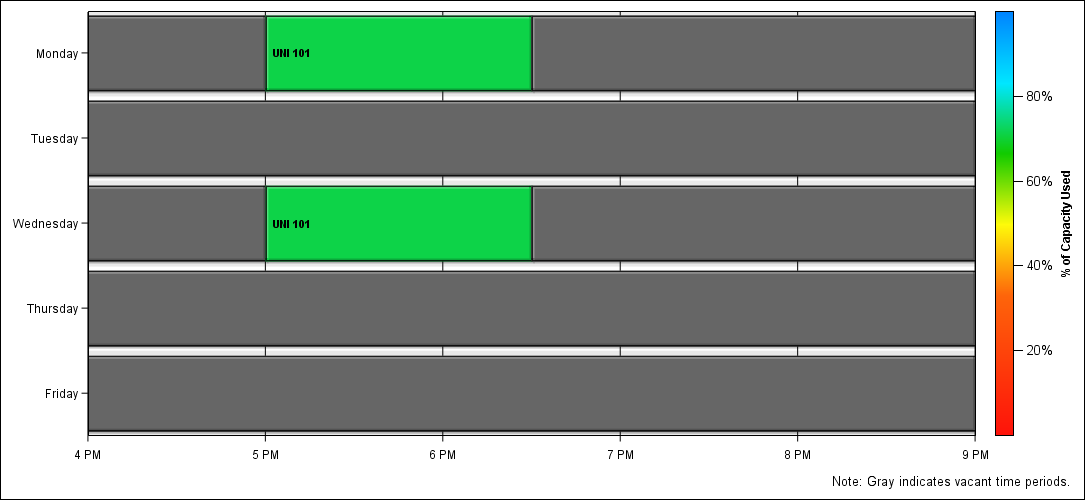 Monday
UNI 101
Tuesday
Wednesday
UNI 101
Thursday
Friday
4 PM 5 PM 6 PM 7 PM 8 PM 9 PM
80%
60%
40%
20%
% of Capacity Used
Note: Gray indicates vacant time periods.